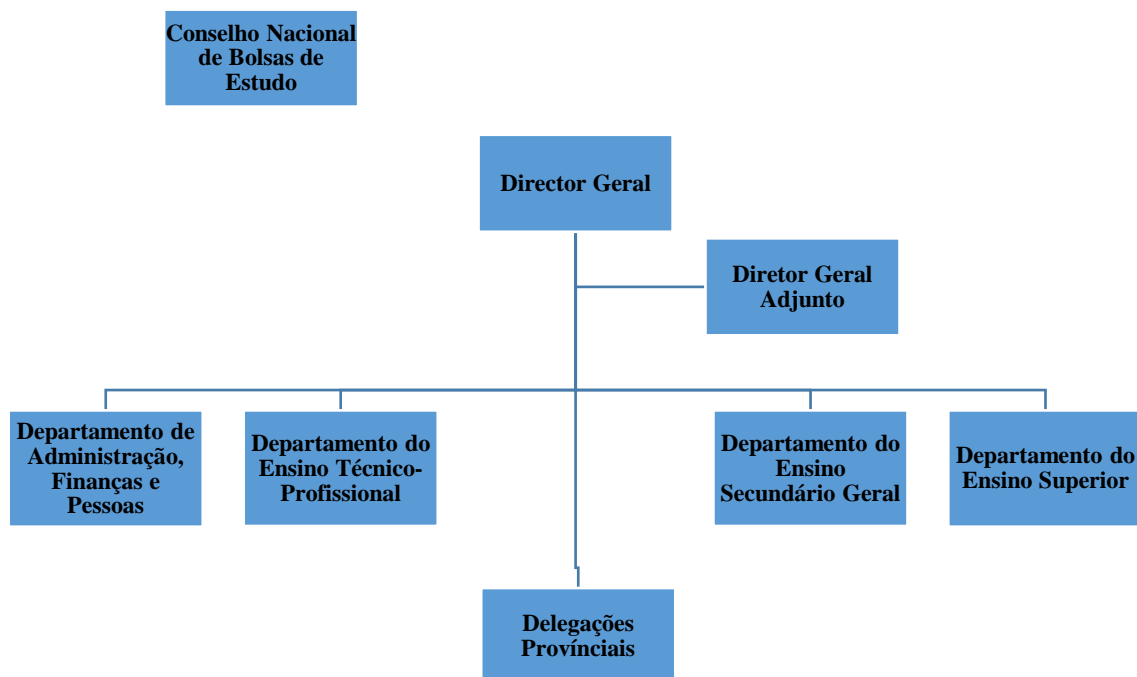 Conselho Nacional
de Bolsas de
Estudo
Director Geral
Diretor Geral
Adjunto
Departamento de
Administração,
Finanças e
Pessoas
Departamento do
Ensino Técnico-
Profissional
Departamento do
Ensino
Secundário Geral
Departamento do
Ensino Superior
Delegações
Provínciais